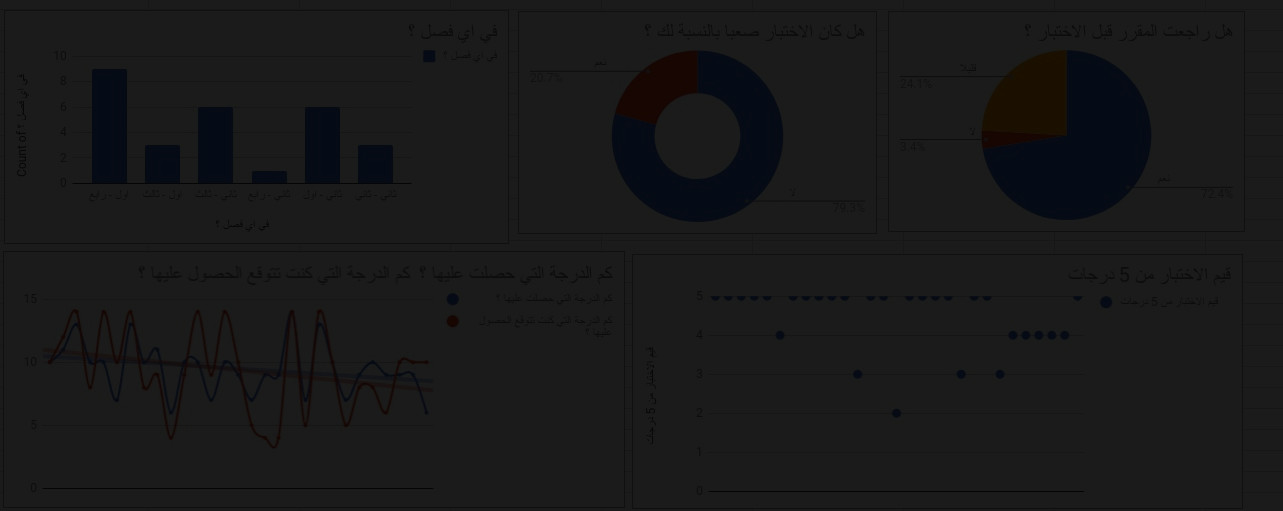 في اي فصل ؟
في اي فصل ؟
Count of في اي فصل ؟
10
8
6
4
2
0
اول - رابع
اول - ثالث
ثاني - ثالث
ثاني - رابع
ثاني - اول
ثاني - ثاني
في اي فصل ؟
هل كان الاختبار صعبا بالنسبة لك ؟
نعم
20.7%
لا
79.3%
هل راجعت المقرر قبل الاختبار ؟
قليلا
24.1%
لا
3.4%
نعم
72.4%
كم الدرجة التي حصلت عليها ؟ كم الدرجة التي كنت تتوقع الحصول عليها ؟
كم الدرجة التي حصلت عليها ؟
كم الدرجة التي كنت تتوقع الحصول
عليها ؟
15
10
5
0
قيم الاختبار من 5 درجات
قيم الاختبار من 5 درجات
قيم الاختبار من 5 درجات
5
4
3
2
1
0